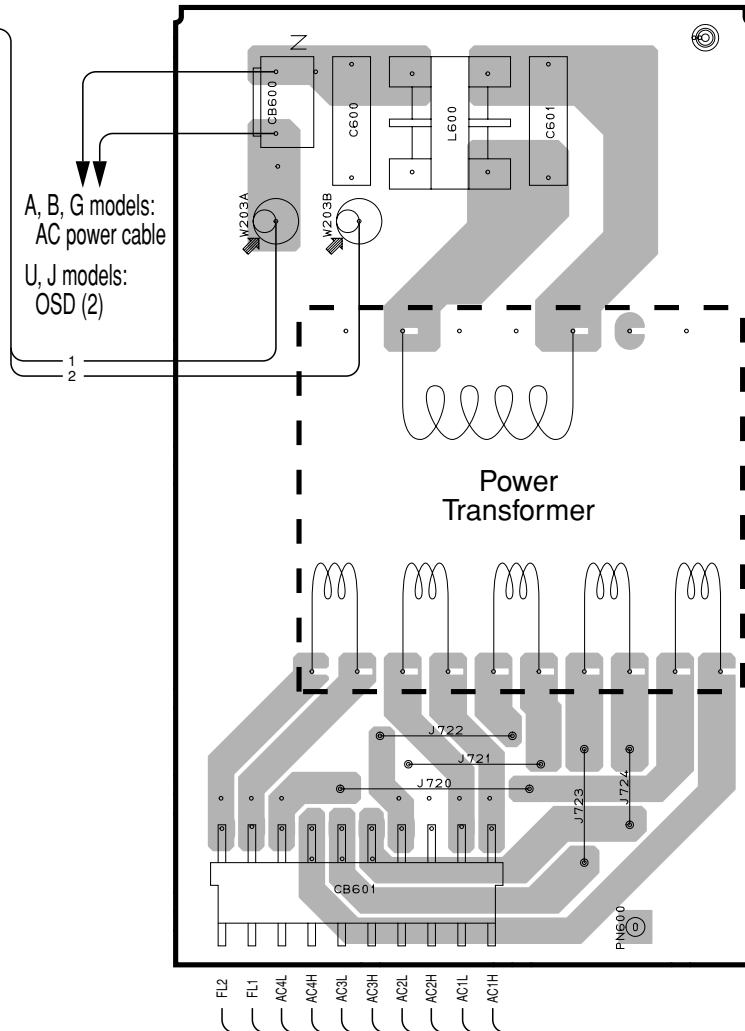 CB600
C600
L600
C601
W203A
W203B
A, B, G models:
AC power cable
U, J models:
OSD (2)
1
2
Power
Transformer
J722
J721
J720
J723
J724
CB601
PN600
FL2
FL1
AC4L
AC4H
AC3L
AC3H
AC2L
AC2H
AC1L
AC1H